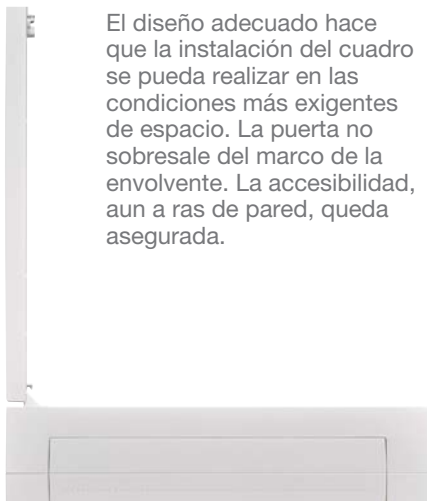 El diseño adecuado hace
que la instalación del cuadro
se pueda realizar en las
condiciones más exigentes
de espacio. La puerta no
sobresale del marco de la
envolvente. La accesibilidad,
aun a ras de pared, queda
asegurada.